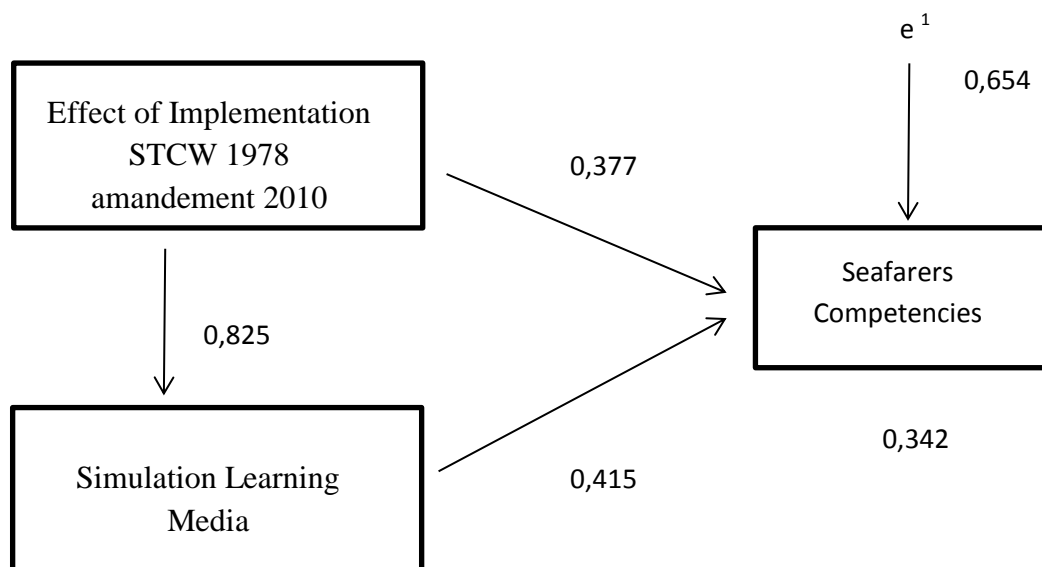 e 1
0,654
Effect of Implementation
STCW 1978
amandement 2010
0,377
Seafarers
Competencies
0,825
0,342
Simulation Learning
Media
0,415